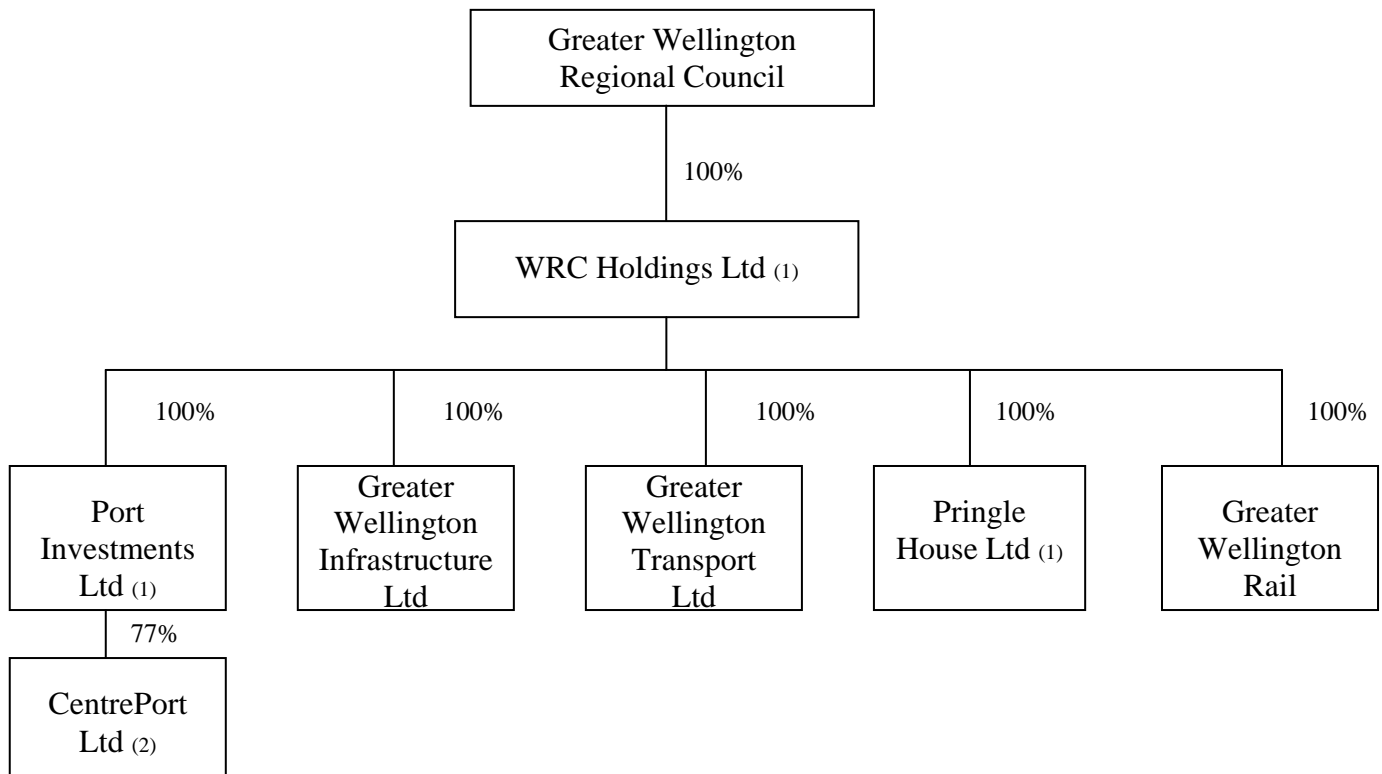 Greater Wellington
Regional Council
100%
WRC Holdings Ltd (1)
100%
100%
100%
100%
100%
Port
Investments
Ltd (1)
Greater
Wellington
Infrastructure
Ltd
Greater
Wellington
Transport
Ltd
Pringle
House Ltd (1)
Greater
Wellington
Rail
77%
CentrePort
Ltd (2)